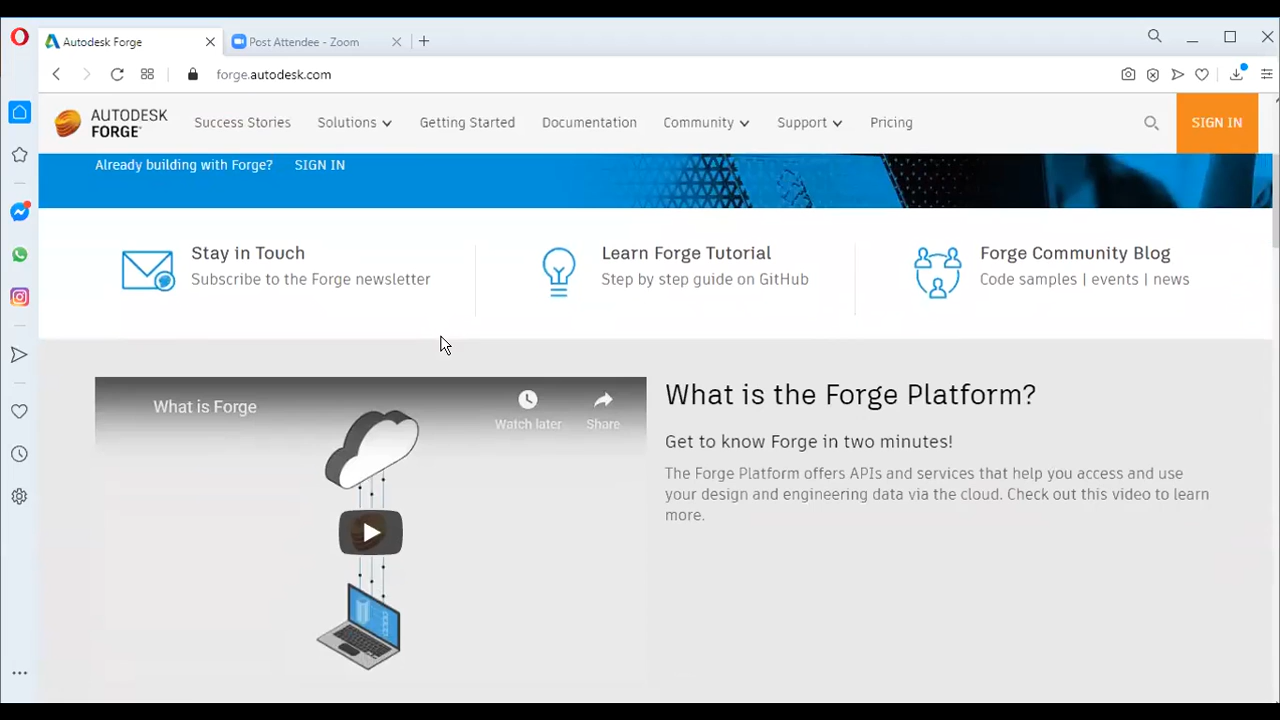 Autodesk Forge
Post Attendee - Zoom
forge.autodesk.com
AUTODESK
FORGE
Success Stories
Solutions
Getting Started
Documentation
Community
Support
Pricing
SIGN IN
Already building with Forge? SIGN IN
Stay in Touch
Subscribe to the Forge newsletter
Learn Forge Tutorial
Step by step guide on GitHub
Forge Community Blog
Code samples | events | news
What is Forge
Watch later
Share
What is the Forge Platform?
Get to know Forge in two minutes!
The Forge Platform offers APIs and services that help you access and use
your design and engineering data via the cloud. Check out this video to learn
more.